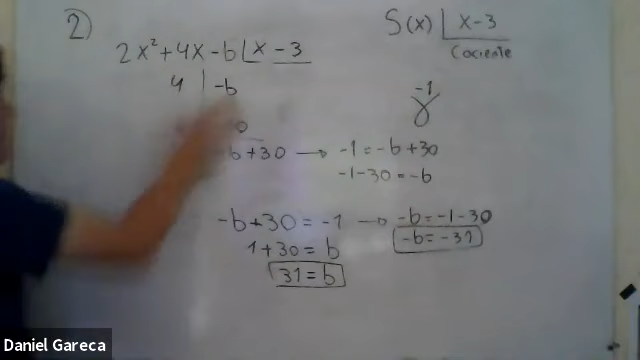 2)
2x² + 4x - b | x - 3
4 | -b
0
b + 30 → -1 = -b + 30
-1 - 30 = -b
-b + 30 = -1 → -b = -1 - 30
1 + 30 = b
-b = -31
31 = b
S(x) | x - 3
Cociente
-1
Daniel Gareca